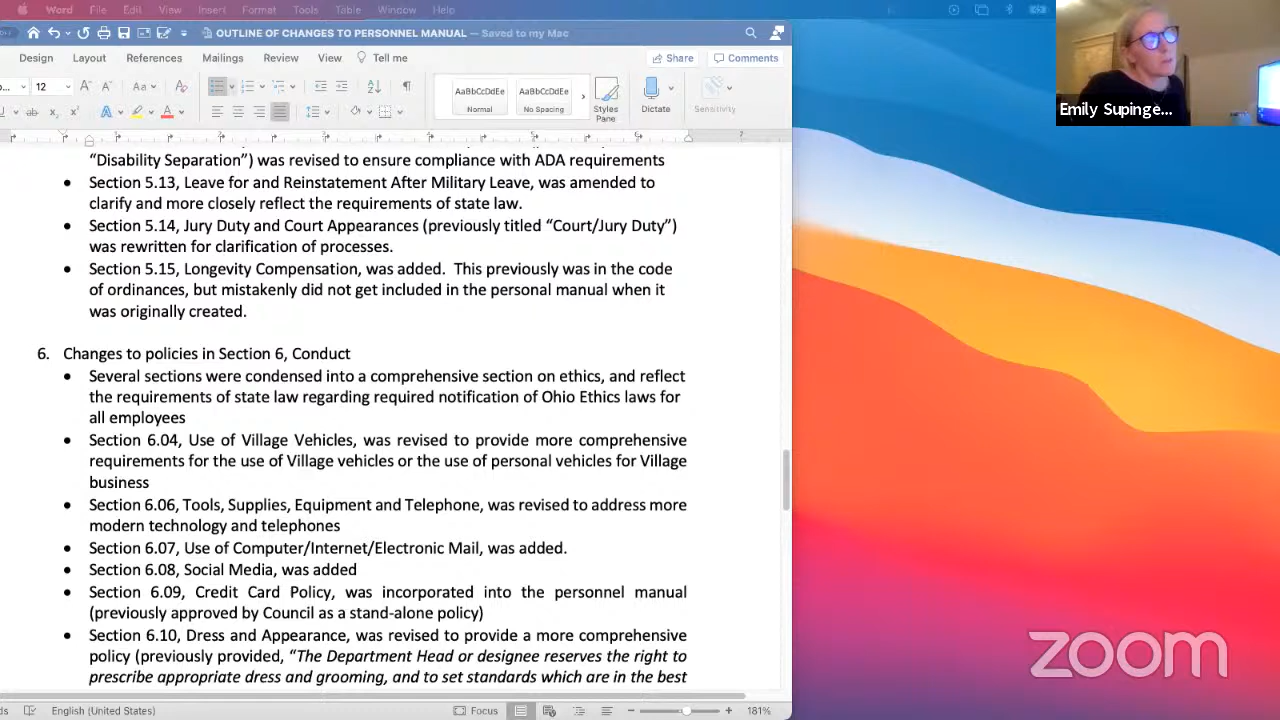 Word File Edit View Insert Format Tools Table Window Help
OUTLINE OF CHANGES TO PERSONNEL MANUAL — Saved to my Mac
Design Layout References Mailings Review View Tell me Share Comments
12 Aa AaBbCcDdEe AaBbCcDdEe
Normal No Spacing Styles Pane Dictate Sensitivity
Emily Supinge...
“Disability Separation”) was revised to ensure compliance with ADA requirements
• Section 5.13, Leave for and Reinstatement After Military Leave, was amended to
clarify and more closely reflect the requirements of state law.
• Section 5.14, Jury Duty and Court Appearances (previously titled “Court/Jury Duty”)
was rewritten for clarification of processes.
• Section 5.15, Longevity Compensation, was added. This previously was in the code
of ordinances, but mistakenly did not get included in the personal manual when it
was originally created.
6. Changes to policies in Section 6, Conduct
• Several sections were condensed into a comprehensive section on ethics, and reflect
the requirements of state law regarding required notification of Ohio Ethics laws for
all employees
• Section 6.04, Use of Village Vehicles, was revised to provide more comprehensive
requirements for the use of Village vehicles or the use of personal vehicles for Village
business
• Section 6.06, Tools, Supplies, Equipment and Telephone, was revised to address more
modern technology and telephones
• Section 6.07, Use of Computer/Internet/Electronic Mail, was added.
• Section 6.08, Social Media, was added
• Section 6.09, Credit Card Policy, was incorporated into the personnel manual
(previously approved by Council as a stand-alone policy)
• Section 6.10, Dress and Appearance, was revised to provide a more comprehensive
policy (previously provided, “The Department Head or designee reserves the right to
prescribe appropriate dress and grooming, and to set standards which are in the best
English (United States) Focus 181%
zoom